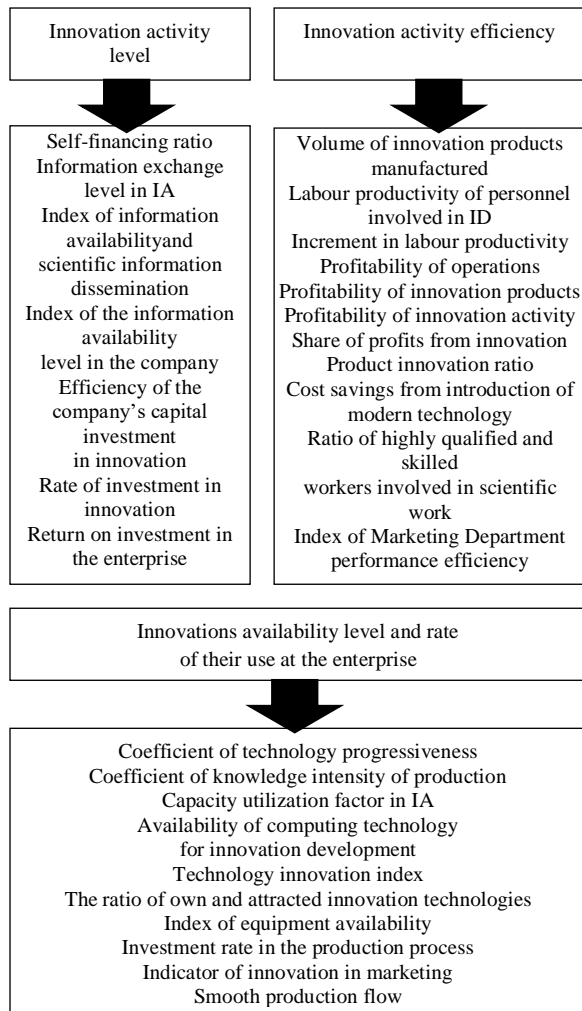 Innovation activity
level
Self-financing ratio
Information exchange
level in IA
Index of information
availabilityand
scientific information
dissemination
Index of the information
availability
level in the company
Efficiency of the
company's capital
investment
in innovation
Rate of investment in
innovation
Return on investment in
the enterprise
Innovation activity efficiency
Volume of innovation products
manufactured
Labour productivity of personnel
involved in ID
Increment in labour productivity
Profitability of operations
Profitability of innovation products
Profitability of innovation activity
Share of profits from innovation
Product innovation ratio
Cost savings from introduction of
modern technology
Ratio of highly qualified and
skilled
workers involved in scientific
work
Index of Marketing Department
performance efficiency
Innovations availability level and rate
of their use at the enterprise
Coefficient of technology progressiveness
Coefficient of knowledge intensity of production
Capacity utilization factor in IA
Availability of computing technology
for innovation development
Technology innovation index
The ratio of own and attracted innovation technologies
Index of equipment availability
Investment rate in the production process
Indicator of innovation in marketing
Smooth production flow